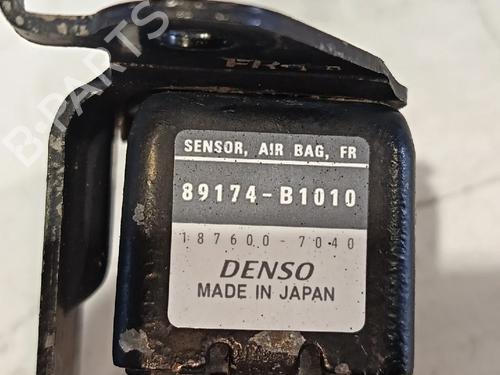 B-PARTS
SENSOR, AIR BAG, FR
89174-B1010
187600-7040
DENSO
MADE IN JAPAN